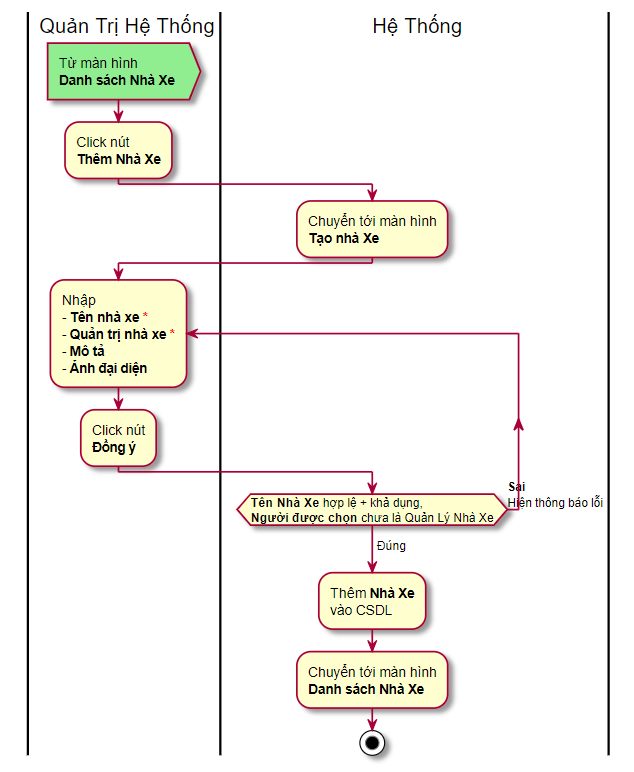 Quản Trị Hệ Thống
Hệ Thống
Từ màn hình
Danh sách Nhà Xe
Click nút
Thêm Nhà Xe
Chuyển tới màn hình
Tạo nhà Xe
Nhập
- Tên nhà xe *
- Quản trị nhà xe *
- Mô tả
- Ảnh đại diện
Click nút
Đồng ý
Tên Nhà Xe hợp lệ + khả dụng,
Người được chọn chưa là Quản Lý Nhà Xe
Sai
Hiện thông báo lỗi
Đúng
Thêm Nhà Xe
vào CSDL
Chuyển tới màn hình
Danh sách Nhà Xe